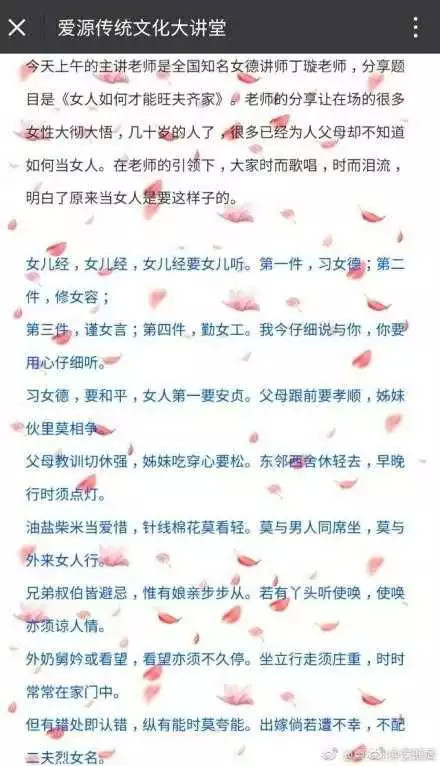 爱源传统文化大讲堂
今天上午的主讲老师是全国知名女德讲师丁璇老师，分享题
目是《女人如何才能旺夫齐家》。老师的分享让在场的很多
女性大彻大悟，几十岁的人了，很多已经为人父母却不知道
如何当女人。在老师的引领下，大家时而歌唱，时而泪流，
明白了原来当女人是要这样子的。
女儿经，女儿经，女儿经要女儿听。第一件，习女德；第二
件，修女容；
第三件，谨女言；第四件，勤女工。我今仔细说与你，你要
用心仔细听。
习女德，要和平，女人第一要安贞。父母跟前要孝顺，姊妹
伙里莫相争。
父母教训切休强，姊妹吃穿心要松。东邻西舍休轻去，早晚
行时须点灯。
油盐柴米当爱惜，针线棉花莫看轻。莫与男人同席坐，莫与
外来女人行。
兄弟叔伯皆避忌，惟有娘亲步步从。若有丫头听使唤，使唤
亦须谅人情。
外奶舅妗或看望，看望亦须不久停。坐立行走须庄重，时时
常常在家门中。
但有错处即认错，纵有能时莫夸能。出嫁倘若遭不幸，不配
二夫烈女名。